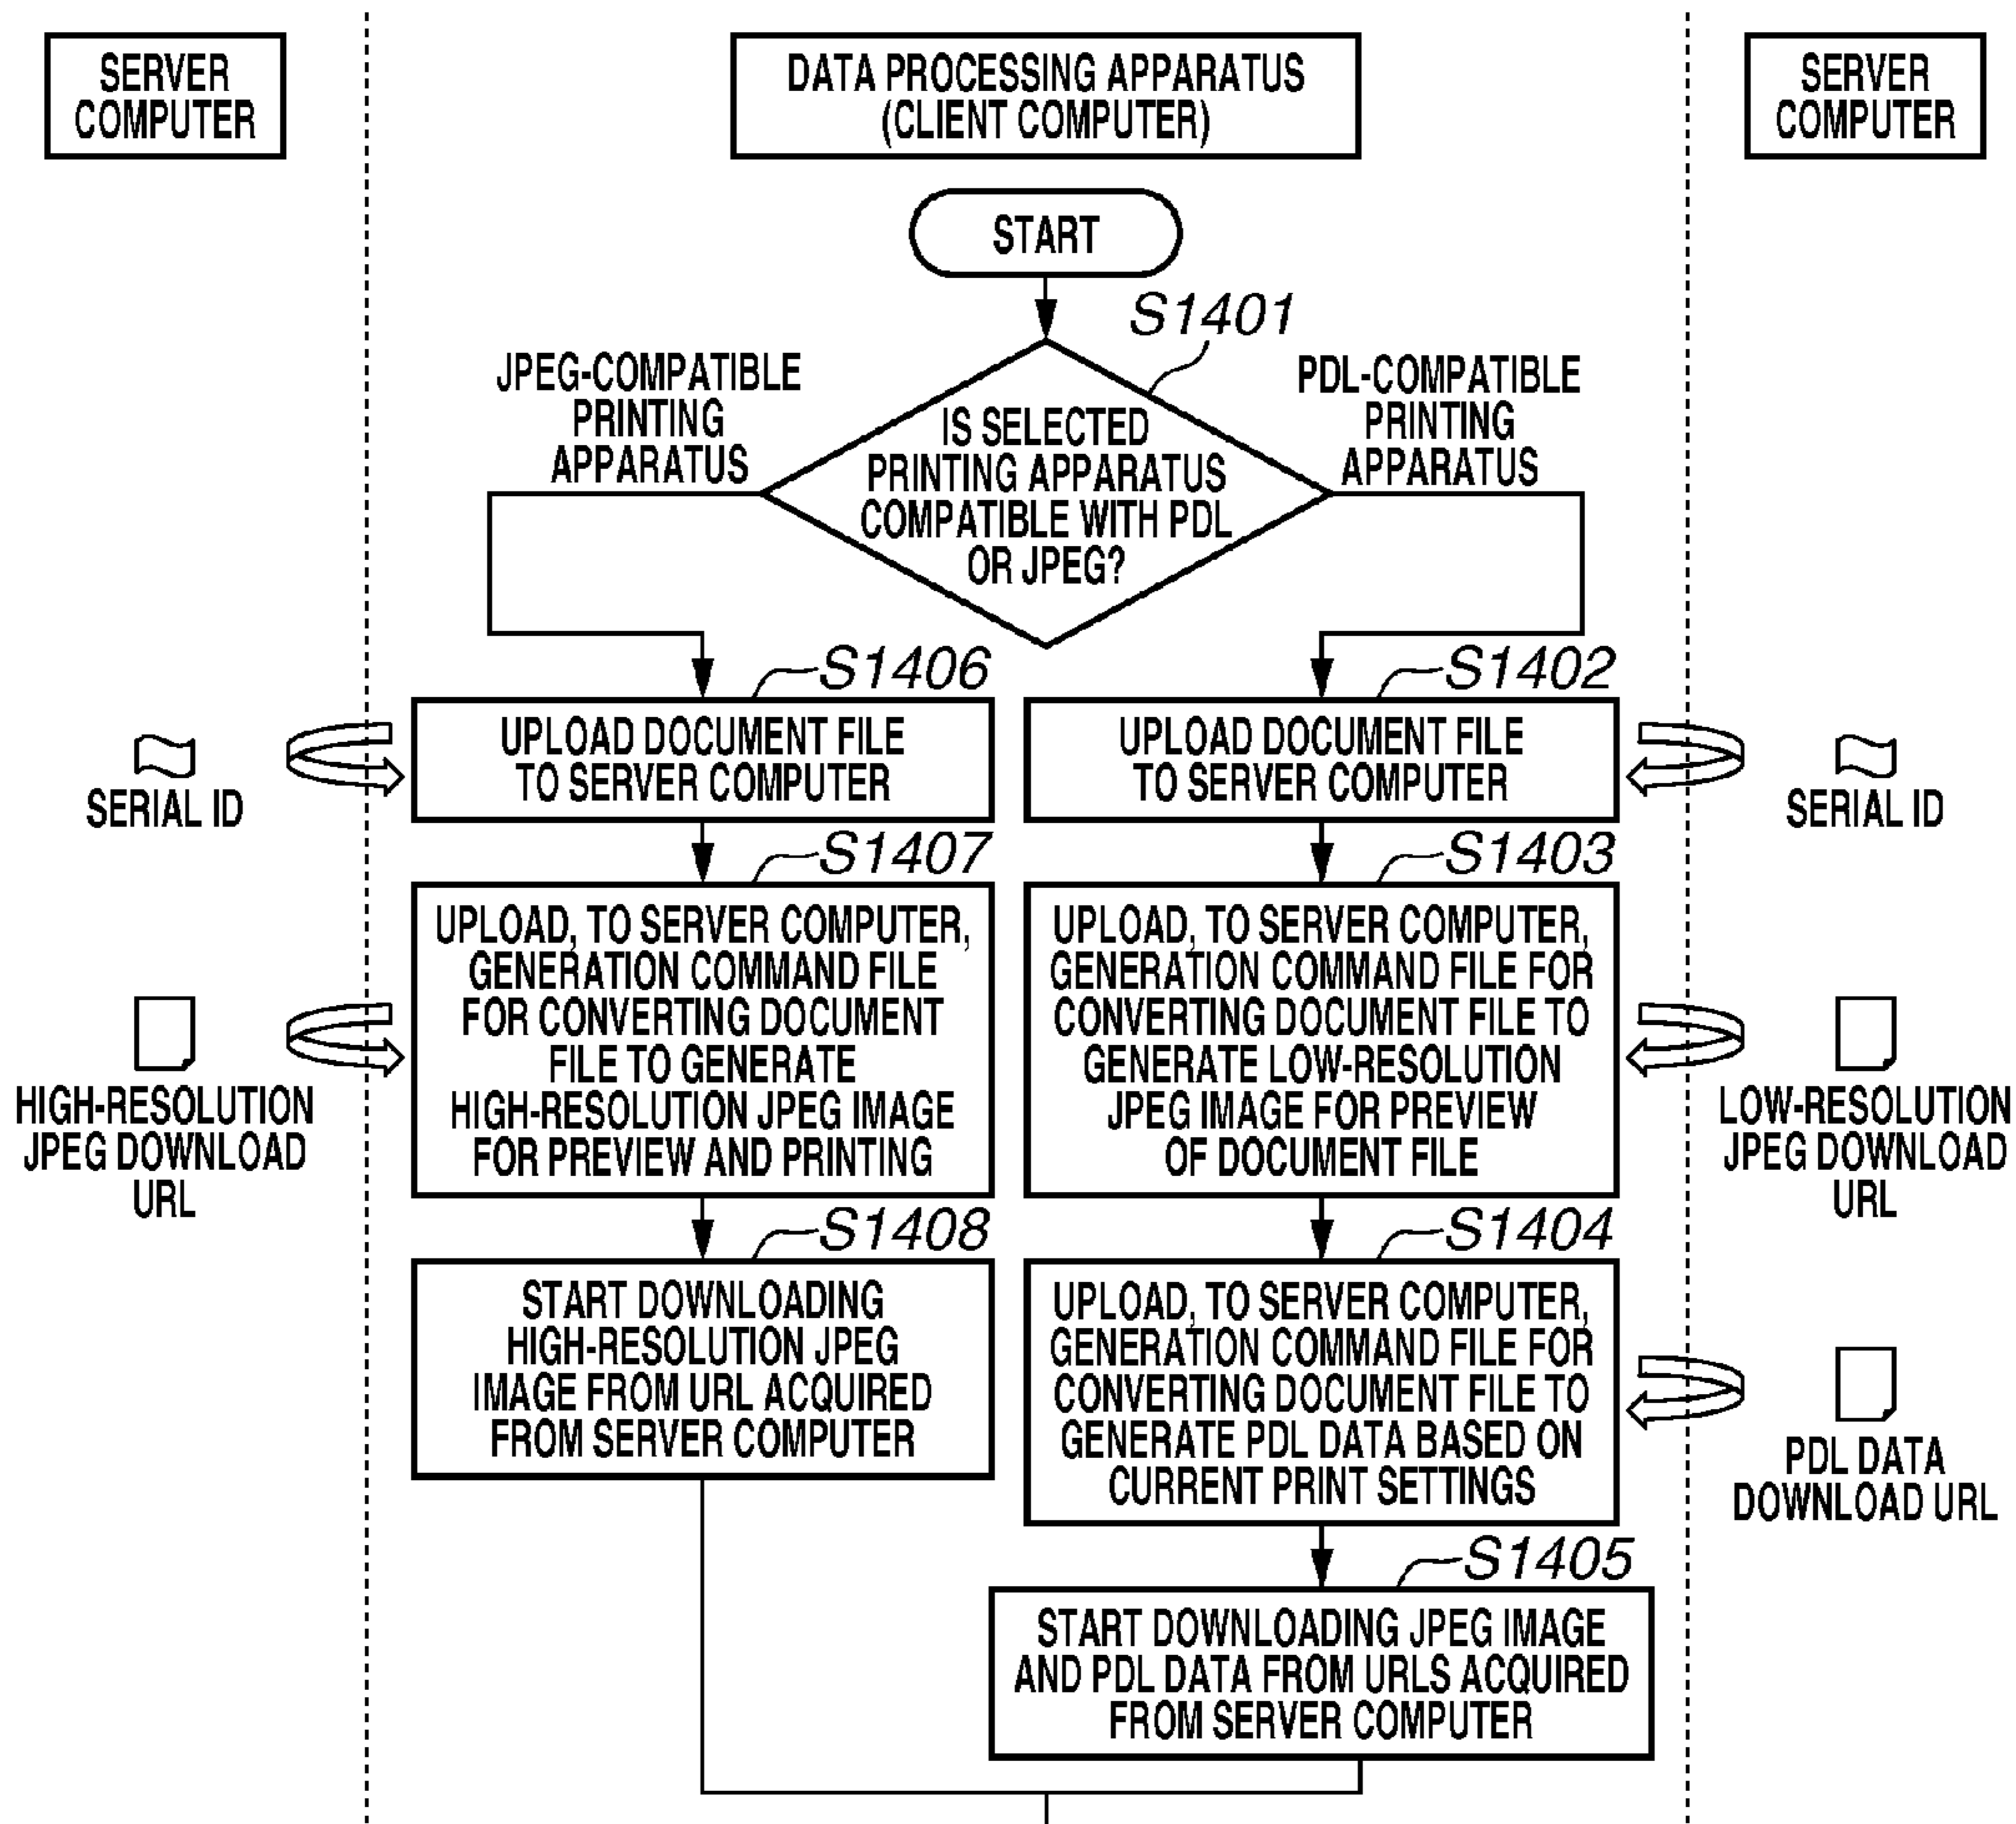 SERVER
COMPUTER
DATA PROCESSING APPARATUS
(CLIENT COMPUTER)
SERVER
COMPUTER
START
S1401
JPEG-COMPATIBLE
PRINTING
APPARATUS
IS SELECTED
PRINTING APPARATUS
COMPATIBLE WITH PDL
OR JPEG?
PDL-COMPATIBLE
PRINTING
APPARATUS
S1406
UPLOAD DOCUMENT FILE
TO SERVER COMPUTER
SERIAL ID
S1402
UPLOAD DOCUMENT FILE
TO SERVER COMPUTER
SERIAL ID
S1407
UPLOAD, TO SERVER COMPUTER,
GENERATION COMMAND FILE
FOR CONVERTING DOCUMENT
FILE TO GENERATE
HIGH-RESOLUTION JPEG IMAGE
FOR PREVIEW AND PRINTING
HIGH-RESOLUTION
JPEG DOWNLOAD
URL
S1403
UPLOAD, TO SERVER COMPUTER,
GENERATION COMMAND FILE FOR
CONVERTING DOCUMENT FILE TO
GENERATE LOW-RESOLUTION
JPEG IMAGE FOR PREVIEW
OF DOCUMENT FILE
LOW-RESOLUTION
JPEG DOWNLOAD
URL
S1408
START DOWNLOADING
HIGH-RESOLUTION JPEG
IMAGE FROM URL ACQUIRED
FROM SERVER COMPUTER
S1404
UPLOAD, TO SERVER COMPUTER,
GENERATION COMMAND FILE FOR
CONVERTING DOCUMENT FILE TO
GENERATE PDL DATA BASED ON
CURRENT PRINT SETTINGS
PDL DATA
DOWNLOAD URL
S1405
START DOWNLOADING JPEG IMAGE
AND PDL DATA FROM URLS ACQUIRED
FROM SERVER COMPUTER